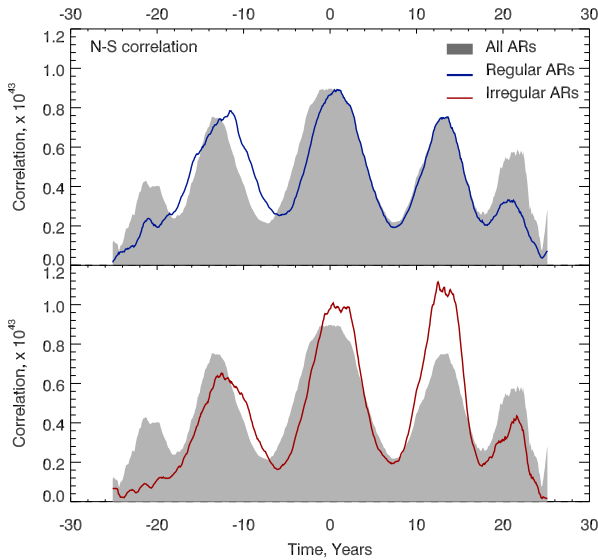 -30 -20 -10 0 10 20 30
1.2
N-S correlation
All ARs
Regular ARs
Irregular ARs
1.0
0.8
0.6
0.4
0.2
0.0
Correlation, x 10^43
1.2
1.0
0.8
0.6
0.4
0.2
0.0
Correlation, x 10^43
-30 -20 -10 0 10 20 30
Time, Years